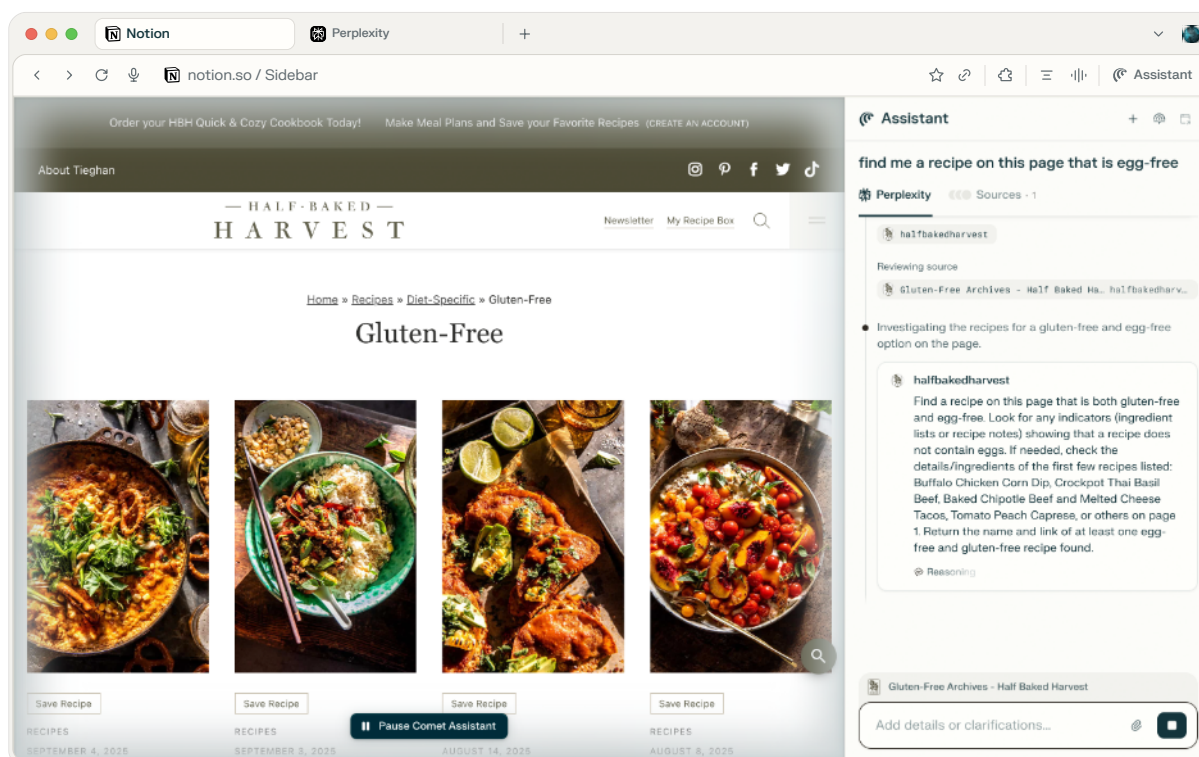 Notion
Perplexity
notion.so / Sidebar
Assistant
Order your HBH Quick & Cozy Cookbook Today! Make Meal Plans and Save your Favorite Recipes (CREATE AN ACCOUNT)
About Tieghan
HALF·BAKED
HARVEST
Newsletter My Recipe Box
Home » Recipes » Diet-Specific » Gluten-Free
Gluten-Free
Save Recipe
Save Recipe
Save Recipe
Save Recipe
RECIPES
RECIPES
RECIPES
RECIPES
SEPTEMBER 4, 2025
SEPTEMBER 3, 2025
AUGUST 14, 2025
AUGUST 8, 2025
Pause Comet Assistant
Assistant
find me a recipe on this page that is egg-free
Perplexity
Sources · 1
halfbakedharvest
Reviewing source
Gluten-Free Archives - Half Baked Ha… halfbakedharv…
Investigating the recipes for a gluten-free and egg-free
option on the page.
halfbakedharvest
Find a recipe on this page that is both gluten-free
and egg-free. Look for any indicators (ingredient
lists or recipe notes) showing that a recipe does
not contain eggs. If needed, check the
details/ingredients of the first few recipes listed:
Buffalo Chicken Corn Dip, Crockpot Thai Basil
Beef, Baked Chipotle Beef and Melted Cheese
Tacos, Tomato Peach Caprese, or others on page
1. Return the name and link of at least one egg-
free and gluten-free recipe found.
Reasoning
Gluten-Free Archives - Half Baked Harvest
Add details or clarifications...